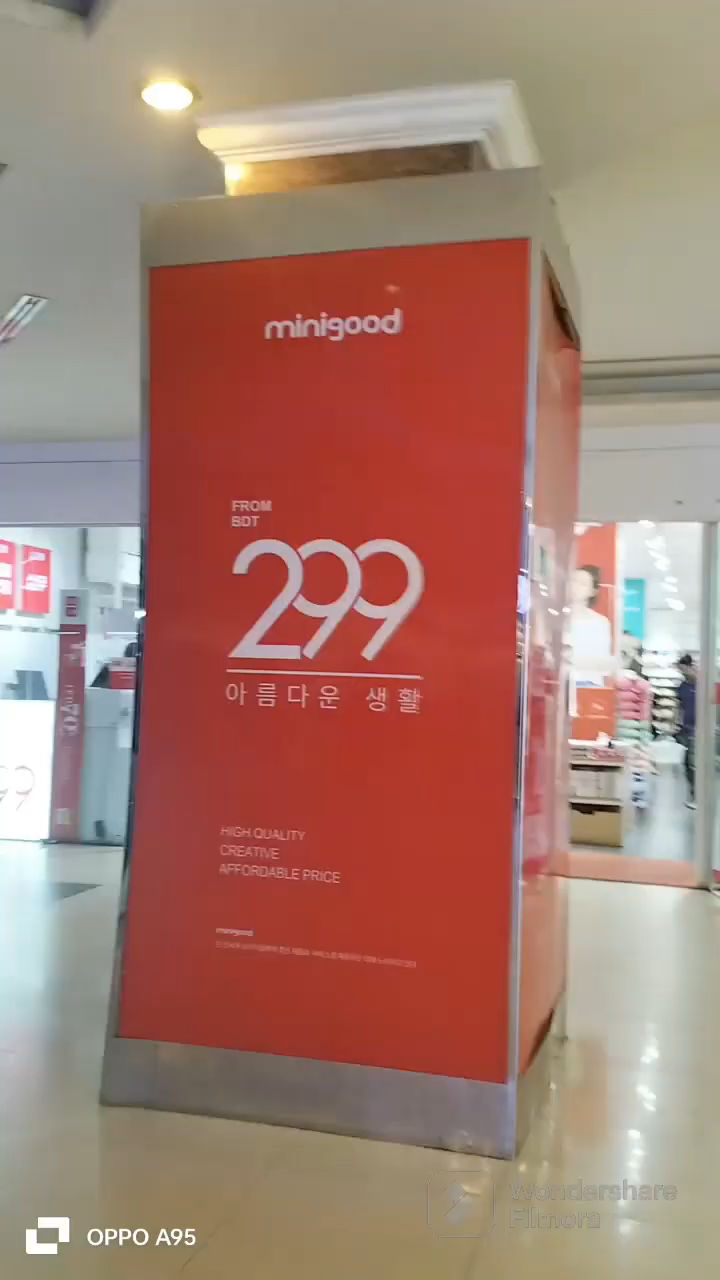 minigood
FROM
BDT
299
아름다운 생활
HIGH QUALITY
CREATIVE
AFFORDABLE PRICE
minigood
OPPO A95
Wondershare
Filmora